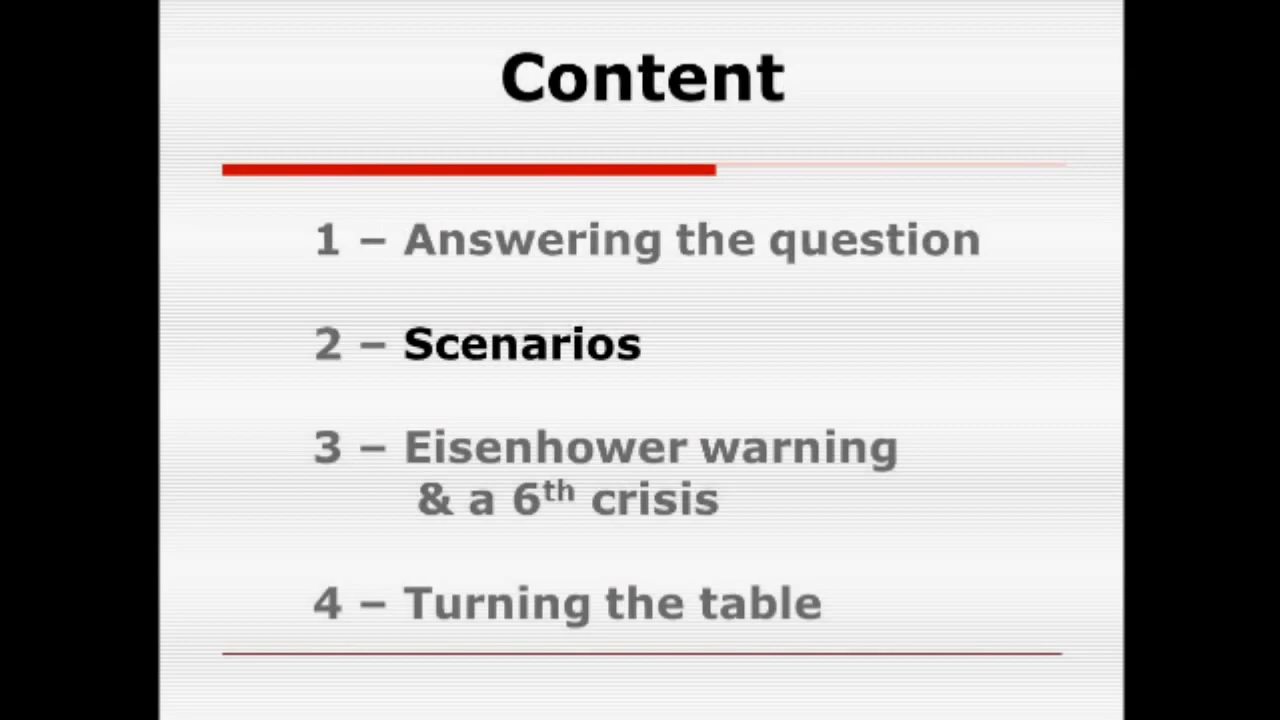 Content
1 – Answering the question
2 – Scenarios
3 – Eisenhower warning
& a 6th crisis
4 – Turning the table